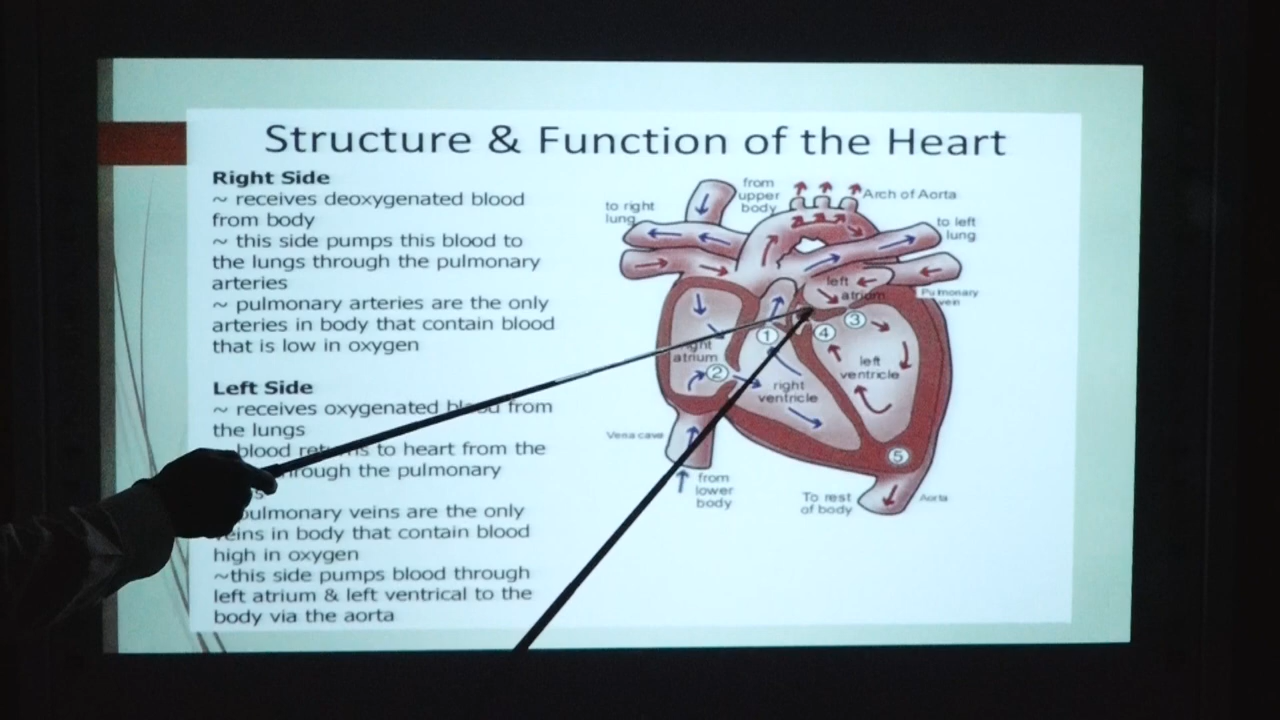 Structure & Function of the Heart
Right Side
~ receives deoxygenated blood
from body
~ this side pumps this blood to
the lungs through the pulmonary
arteries
~ pulmonary arteries are the only
arteries in body that contain blood
that is low in oxygen
Left Side
~ receives oxygenated blood from
the lungs
blood returns to heart from the
through the pulmonary
pulmonary veins are the only
veins in body that contain blood
high in oxygen
~this side pumps blood through
left atrium & left ventrical to the
body via the aorta
from
upper
body
Arch of Aorta
to right
lung
to left
lung
left
atrium
Pulmonary
vein
1
4
3
right
atrium
2
left
ventricle
right
ventricle
Vena cava
5
from
lower
body
To rest
of body
Aorta